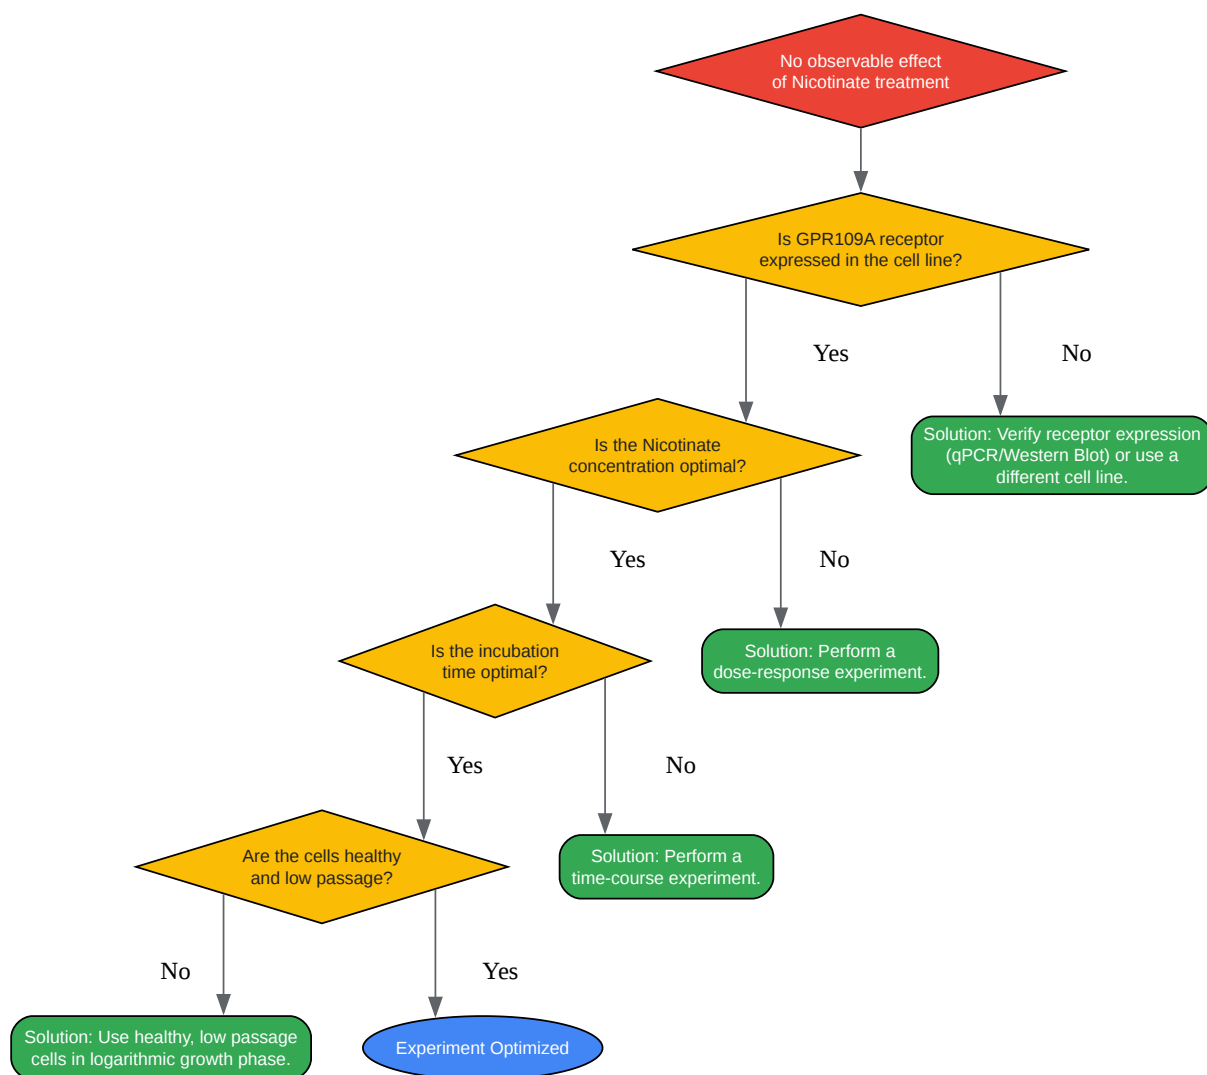 No observable effect
of Nicotinate treatment
Is GPR109A receptor
expressed in the cell line?
Yes
No
Is the Nicotinate
concentration optimal?
Solution: Verify receptor expression
(qPCR/Western Blot) or use a
different cell line.
Yes
No
Is the incubation
time optimal?
Solution: Perform a
dose-response experiment.
Yes
No
Are the cells healthy
and low passage?
Solution: Perform a
time-course experiment.
No
Yes
Solution: Use healthy, low passage
cells in logarithmic growth phase.
Experiment Optimized